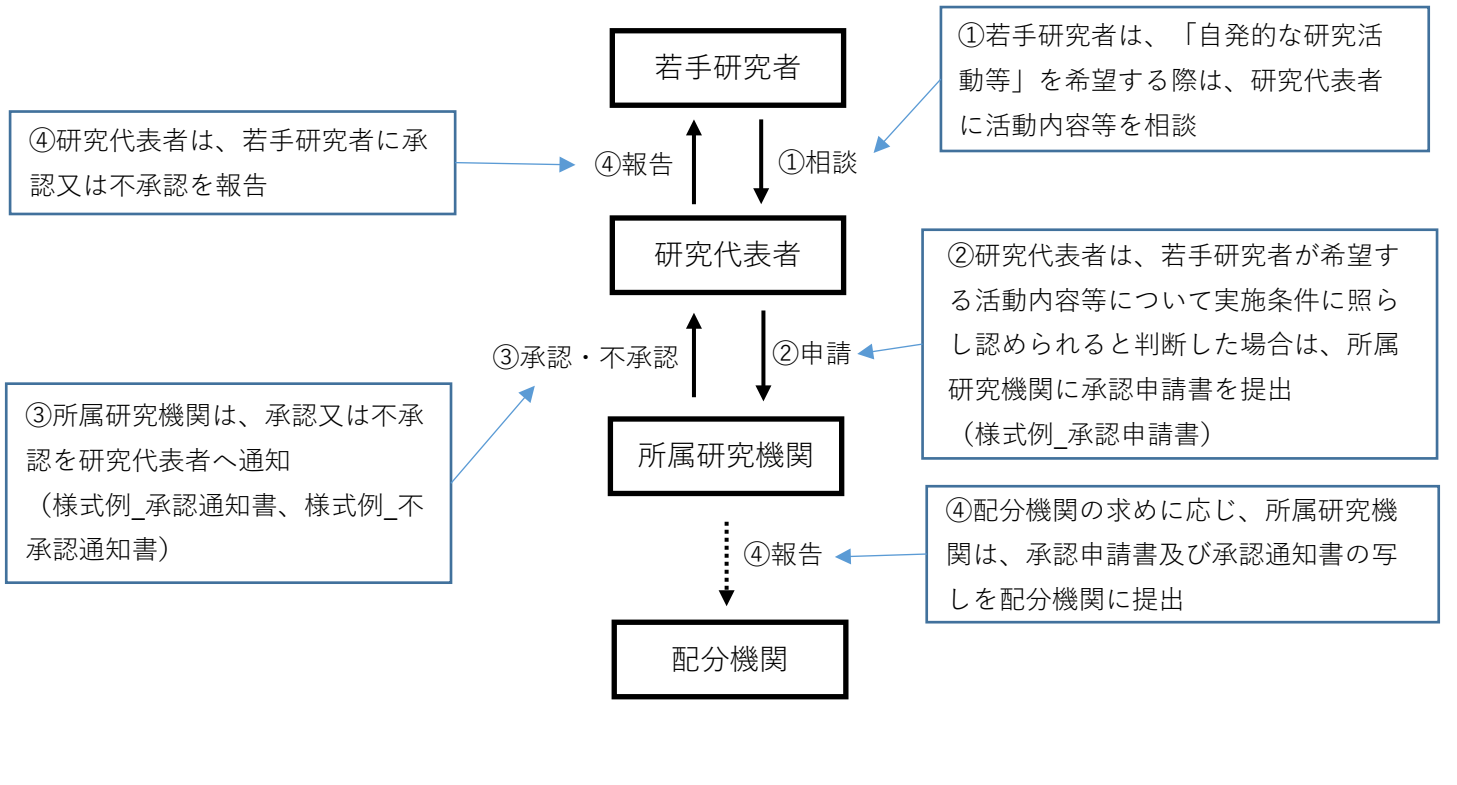 若手研究者
①若手研究者は、「自発的な研究活
動等」を希望する際は、研究代表者
に活動内容等を相談
④研究代表者は、若手研究者に承
認又は不承認を報告
④報告
①相談
研究代表者
②研究代表者は、若手研究者が希望す
る活動内容等について実施条件に照ら
し認められると判断した場合は、所属
研究機関に承認申請書を提出
（様式例_承認申請書）
③承認・不承認
②申請
③所属研究機関は、承認又は不承
認を研究代表者へ通知
（様式例_承認通知書、様式例_不
承認通知書）
所属研究機関
④配分機関の求めに応じ、所属研究機
関は、承認申請書及び承認通知書の写
しを配分機関に提出
④報告
配分機関